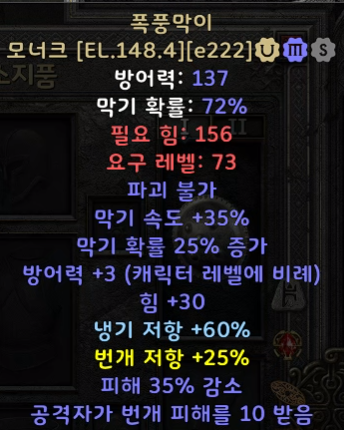 폭풍막이
모너크 [EL.148.4][e222] U m S
소지품
방어력: 137
막기 확률: 72%
필요 힘: 156
요구 레벨: 73
파괴 불가
막기 속도 +35%
막기 확률 25% 증가
방어력 +3 (캐릭터 레벨에 비례)
힘 +30
냉기 저항 +60%
번개 저항 +25%
피해 35% 감소
공격자가 번개 피해를 10 받음